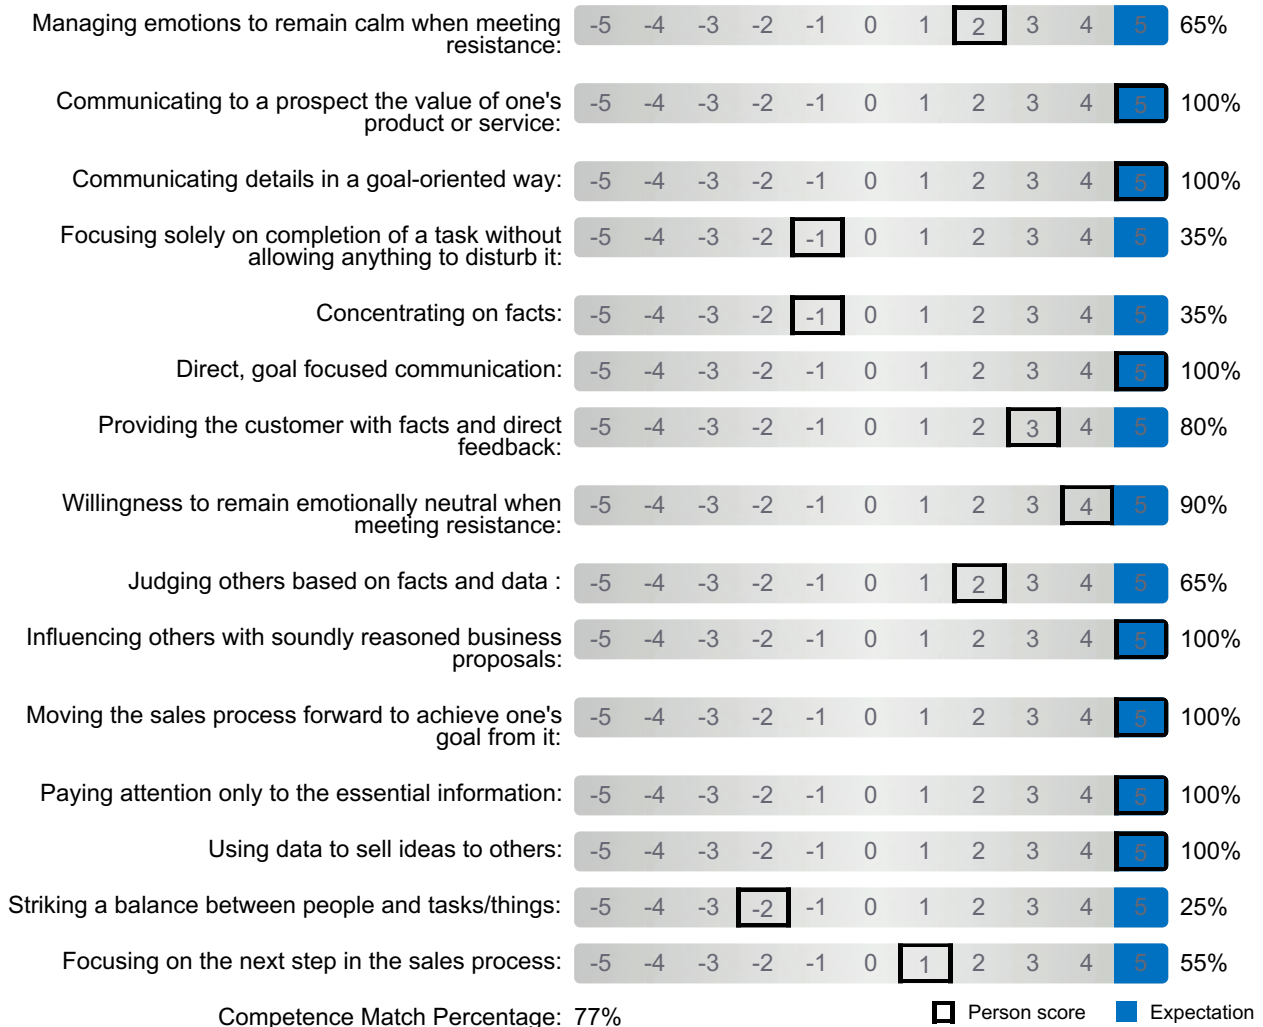 Managing emotions to remain calm when meeting
resistance:
-5 -4 -3 -2 -1 0 1 2 3 4 5 65%
Communicating to a prospect the value of one's
product or service:
-5 -4 -3 -2 -1 0 1 2 3 4 5 100%
Communicating details in a goal-oriented way: -5 -4 -3 -2 -1 0 1 2 3 4 5 100%
Focusing solely on completion of a task without
allowing anything to disturb it:
-5 -4 -3 -2 -1 0 1 2 3 4 5 35%
Concentrating on facts: -5 -4 -3 -2 -1 0 1 2 3 4 5 35%
Direct, goal focused communication: -5 -4 -3 -2 -1 0 1 2 3 4 5 100%
Providing the customer with facts and direct
feedback:
-5 -4 -3 -2 -1 0 1 2 3 4 5 80%
Willingness to remain emotionally neutral when
meeting resistance:
-5 -4 -3 -2 -1 0 1 2 3 4 5 90%
Judging others based on facts and data : -5 -4 -3 -2 -1 0 1 2 3 4 5 65%
Influencing others with soundly reasoned business
proposals:
-5 -4 -3 -2 -1 0 1 2 3 4 5 100%
Moving the sales process forward to achieve one's
goal from it:
-5 -4 -3 -2 -1 0 1 2 3 4 5 100%
Paying attention only to the essential information: -5 -4 -3 -2 -1 0 1 2 3 4 5 100%
Using data to sell ideas to others: -5 -4 -3 -2 -1 0 1 2 3 4 5 100%
Striking a balance between people and tasks/things: -5 -4 -3 -2 -1 0 1 2 3 4 5 25%
Focusing on the next step in the sales process: -5 -4 -3 -2 -1 0 1 2 3 4 5 55%
Competence Match Percentage: 77% Person score Expectation